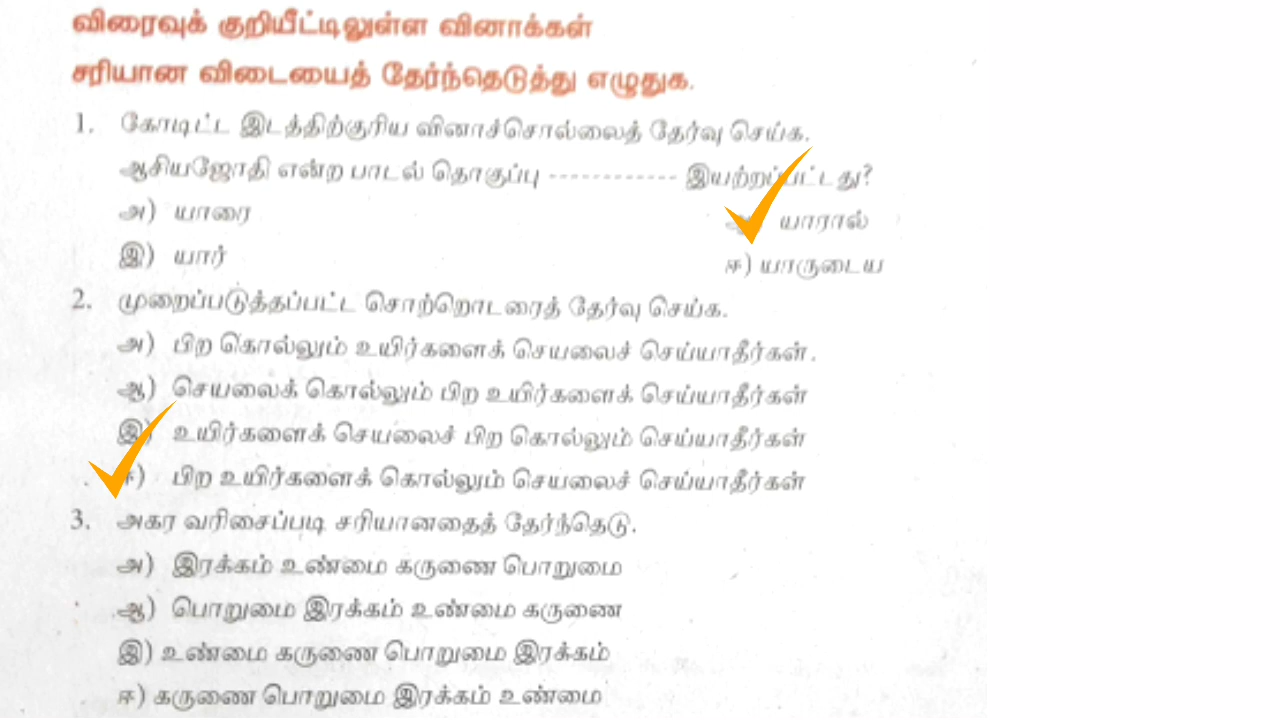 விரைவுக் குறியீட்டிலுள்ள வினாக்கள்
சரியான விடையைத் தேர்ந்தெடுத்து எழுதுக.
1. கோடிட்ட இடத்திற்குரிய வினாச்சொல்லைத் தேர்வு செய்க.
ஆசியஜோதி என்ற பாடல் தொகுப்பு ------------ இயற்றப்பட்டது?
அ) யாரை ஆ) யாரால்
இ) யார் ஈ) யாருடைய
2. முறைப்படுத்தப்பட்ட சொற்றொடரைத் தேர்வு செய்க.
அ) பிற கொல்லும் உயிர்களைக் செயலைச் செய்யாதீர்கள்.
ஆ) செயலைக் கொல்லும் பிற உயிர்களைக் செய்யாதீர்கள்
இ) உயிர்களைக் செயலைச் பிற கொல்லும் செய்யாதீர்கள்
ஈ) பிற உயிர்களைக் கொல்லும் செயலைச் செய்யாதீர்கள்
3. அகர வரிசைப்படி சரியானதைத் தேர்ந்தெடு.
அ) இரக்கம் உண்மை கருணை பொறுமை
ஆ) பொறுமை இரக்கம் உண்மை கருணை
இ) உண்மை கருணை பொறுமை இரக்கம்
ஈ) கருணை பொறுமை இரக்கம் உண்மை